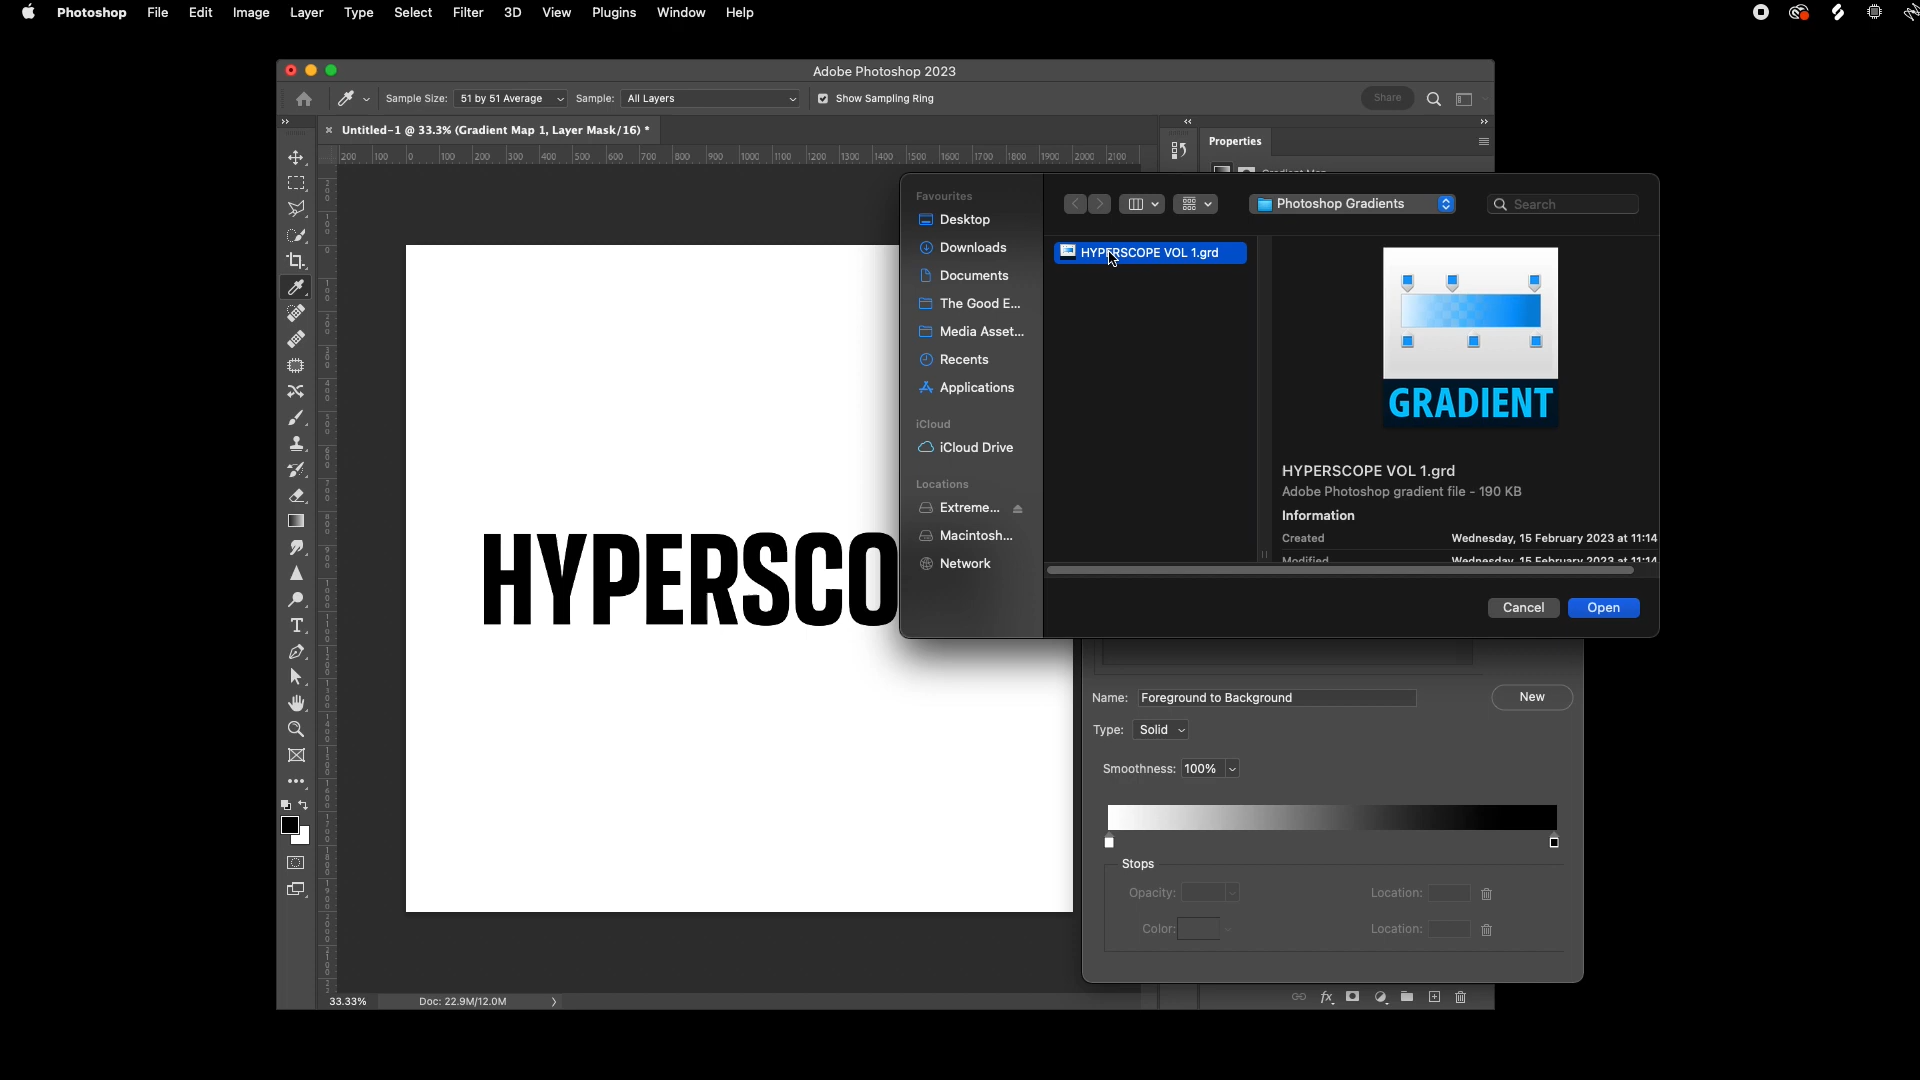 Photoshop File Edit Image Layer Type Select Filter 3D View Plugins Window Help
Adobe Photoshop 2023
Sample Size: 51 by 51 Average Sample: All Layers Show Sampling Ring Share
Untitled-1 @ 33.3% (Gradient Map 1, Layer Mask/16) *
Properties
200 100 0 100 200 300 400 500 600 700 800 900 1000 1100 1200 1300 1400 1500 1600 1700 1800 1900 2000 2100
Favourites
Desktop
Downloads
Documents
The Good E...
Media Asset...
Recents
Applications
iCloud
iCloud Drive
Locations
Extreme...
Macintosh...
Network
Photoshop Gradients
Search
HYPERSCOPE VOL 1.grd
GRADIENT
HYPERSCOPE VOL 1.grd
Adobe Photoshop gradient file - 190 KB
Information
Created Wednesday, 15 February 2023 at 11:14
Modified Wednesday, 15 February 2023 at 11:14
Cancel Open
HYPERSCO
Name: Foreground to Background New
Type: Solid
Smoothness: 100%
Stops
Opacity: Location:
Color: Location:
33.33% Doc: 22.9M/12.0M